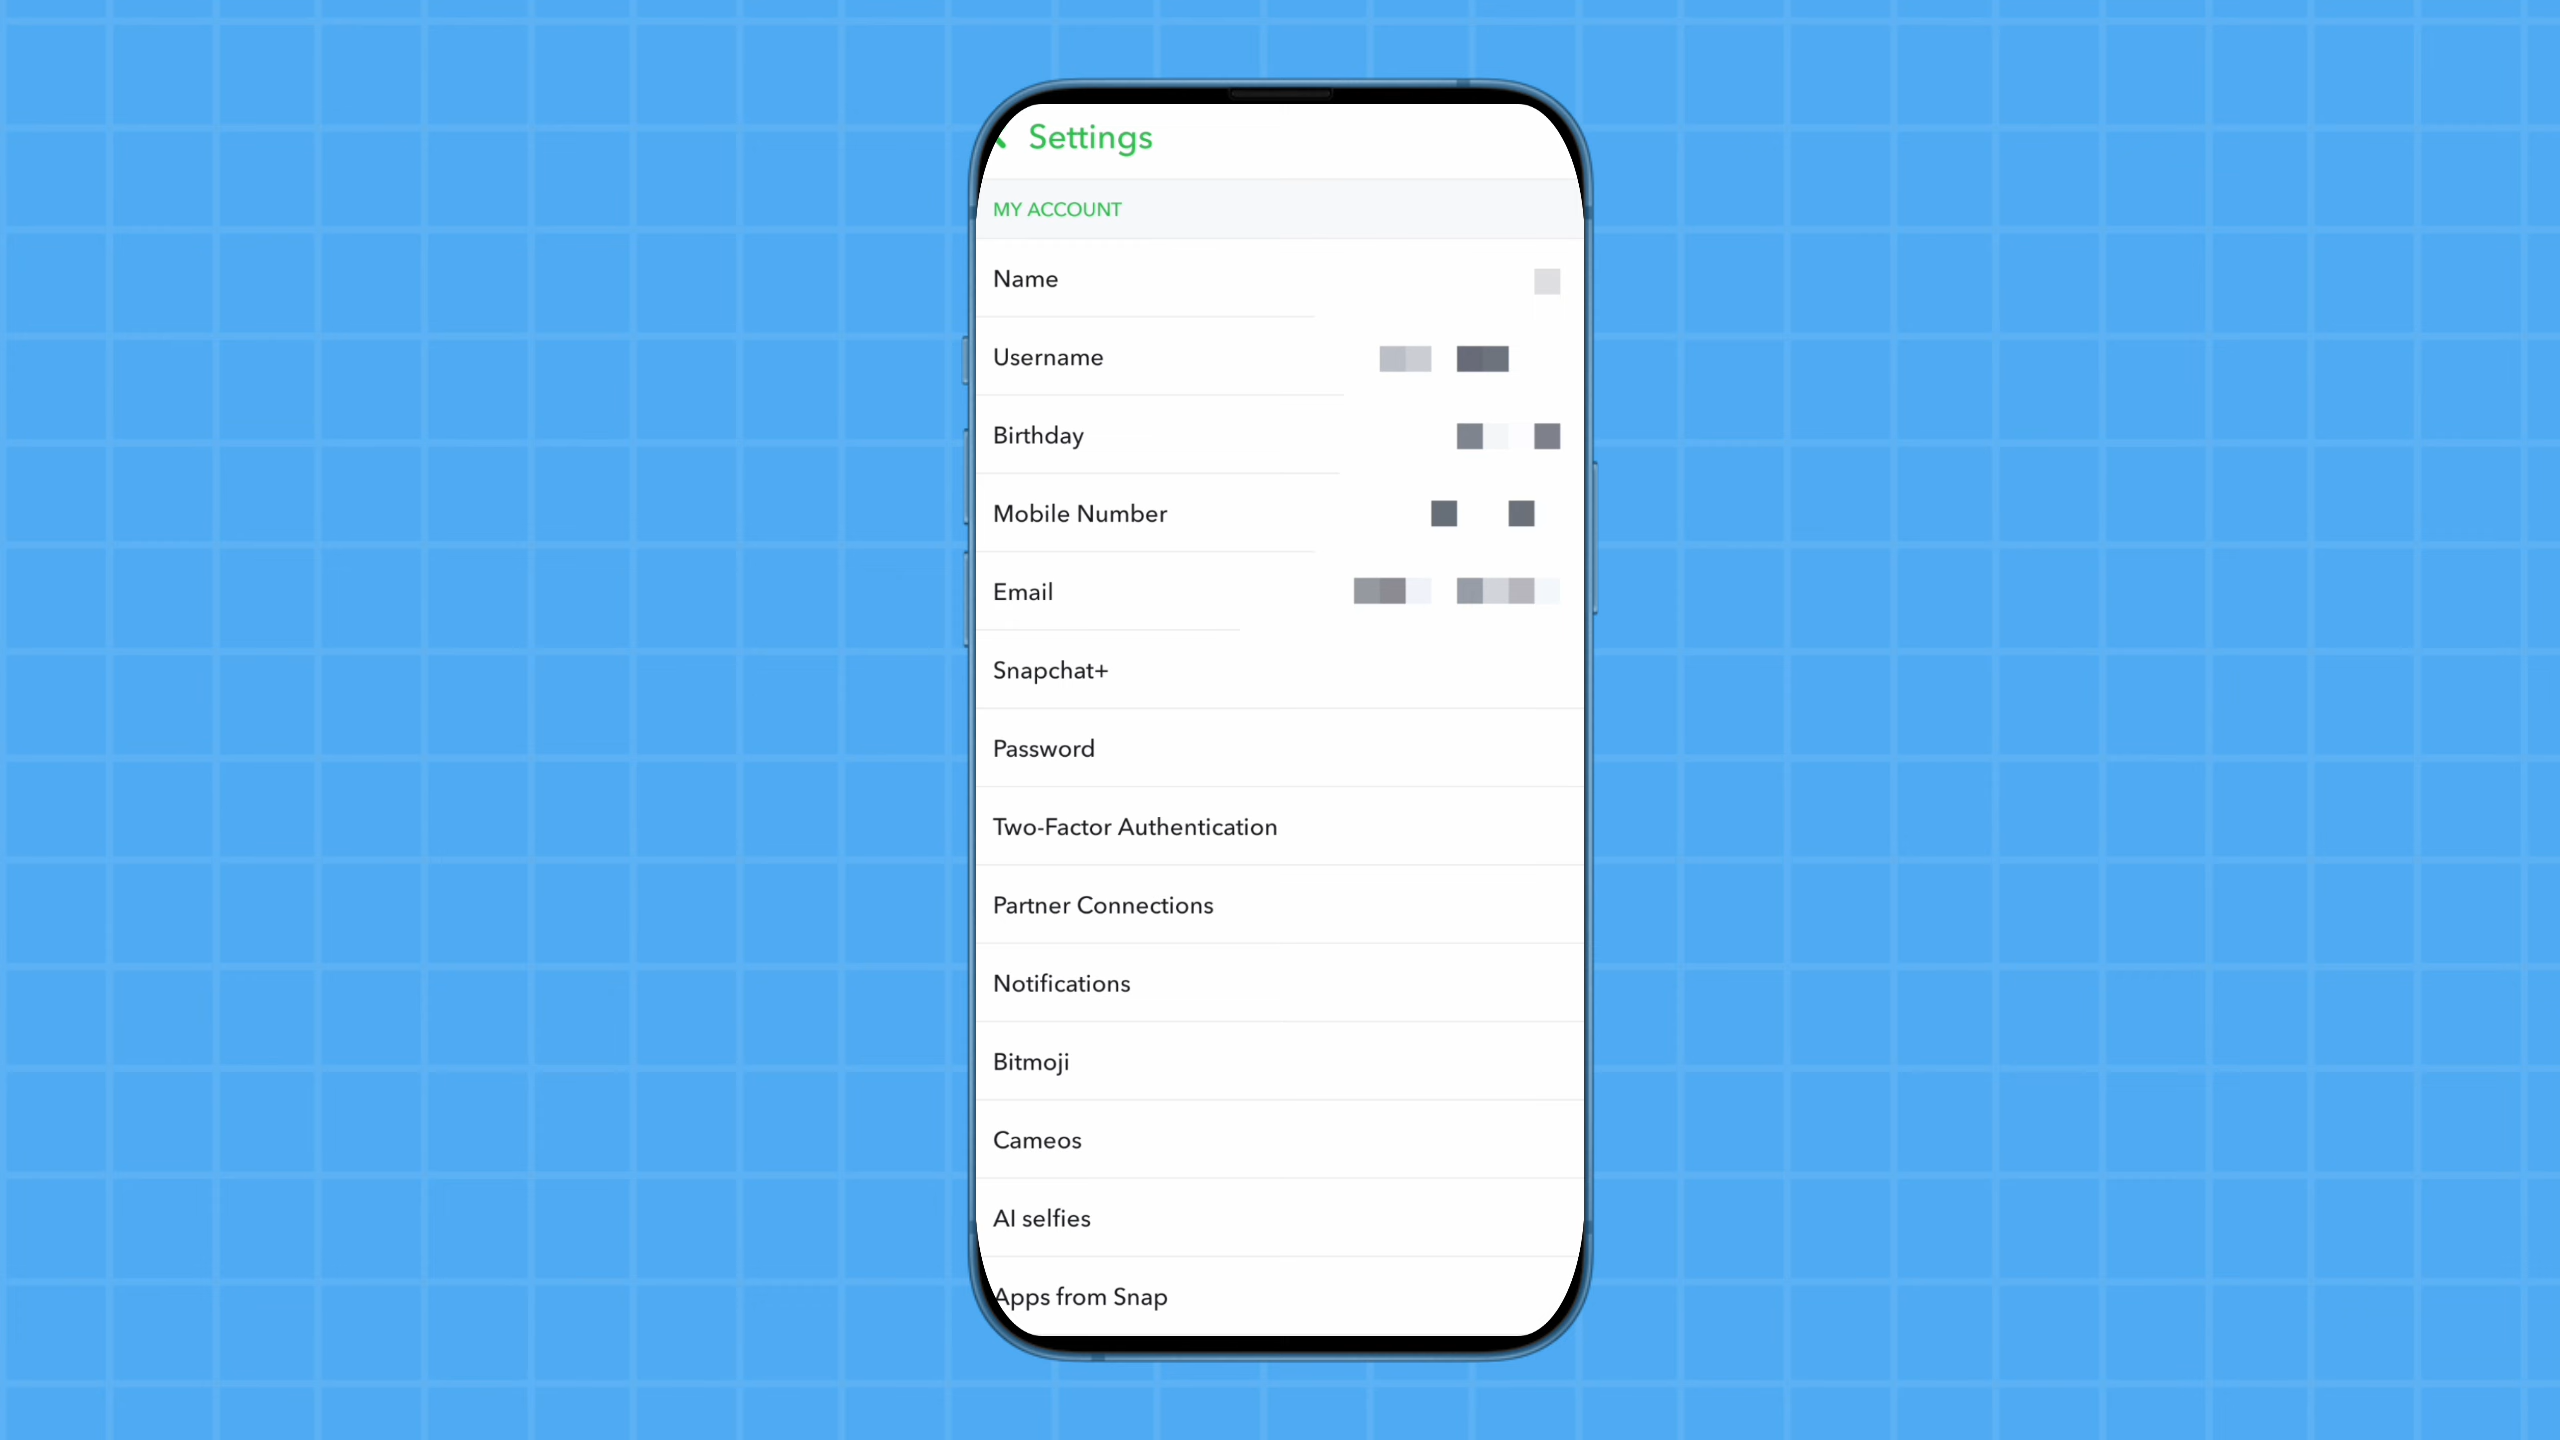 Settings
MY ACCOUNT
Name
Username
Birthday
Mobile Number
Email
Snapchat+
Password
Two-Factor Authentication
Partner Connections
Notifications
Bitmoji
Cameos
AI selfies
Apps from Snap